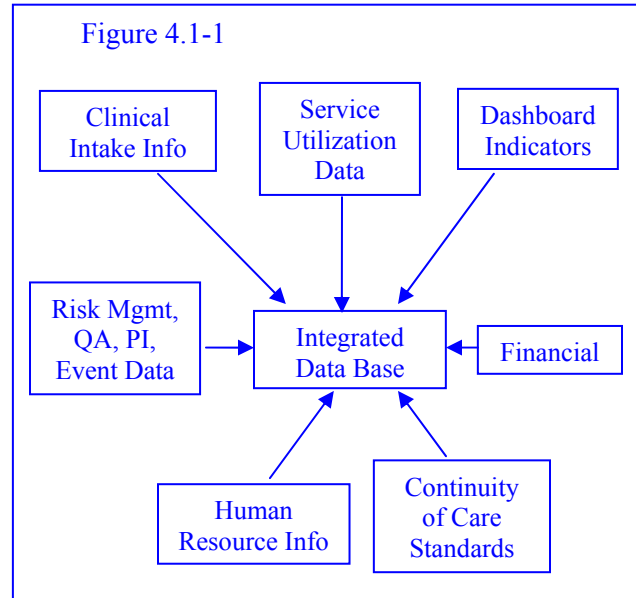 Figure 4.1-1
Clinical
Intake Info
Service
Utilization
Data
Dashboard
Indicators
Risk Mgmt,
QA, PI,
Event Data
Integrated
Data Base
Financial
Human
Resource Info
Continuity
of Care
Standards